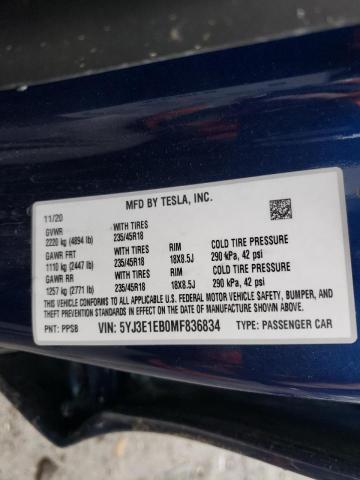 MFD BY TESLA, INC.
11/20
GVWR WITH TIRES
2220 kg (4894 lb) 235/45R18
GAWR FRT WITH TIRES RIM COLD TIRE PRESSURE
1110 kg (2447 lb) 235/45R18 18X8.5J 290 kPa, 42 psi
GAWR RR WITH TIRES RIM COLD TIRE PRESSURE
1257 kg (2771 lb) 235/45R18 18X8.5J 290 kPa, 42 psi
THIS VEHICLE CONFORMS TO ALL APPLICABLE U.S. FEDERAL MOTOR VEHICLE SAFETY, BUMPER, AND
THEFT PREVENTION STANDARDS IN EFFECT ON THE DATE OF MANUFACTURE SHOWN ABOVE.
PNT: PPSB VIN: 5YJ3E1EB0MF836834 TYPE: PASSENGER CAR